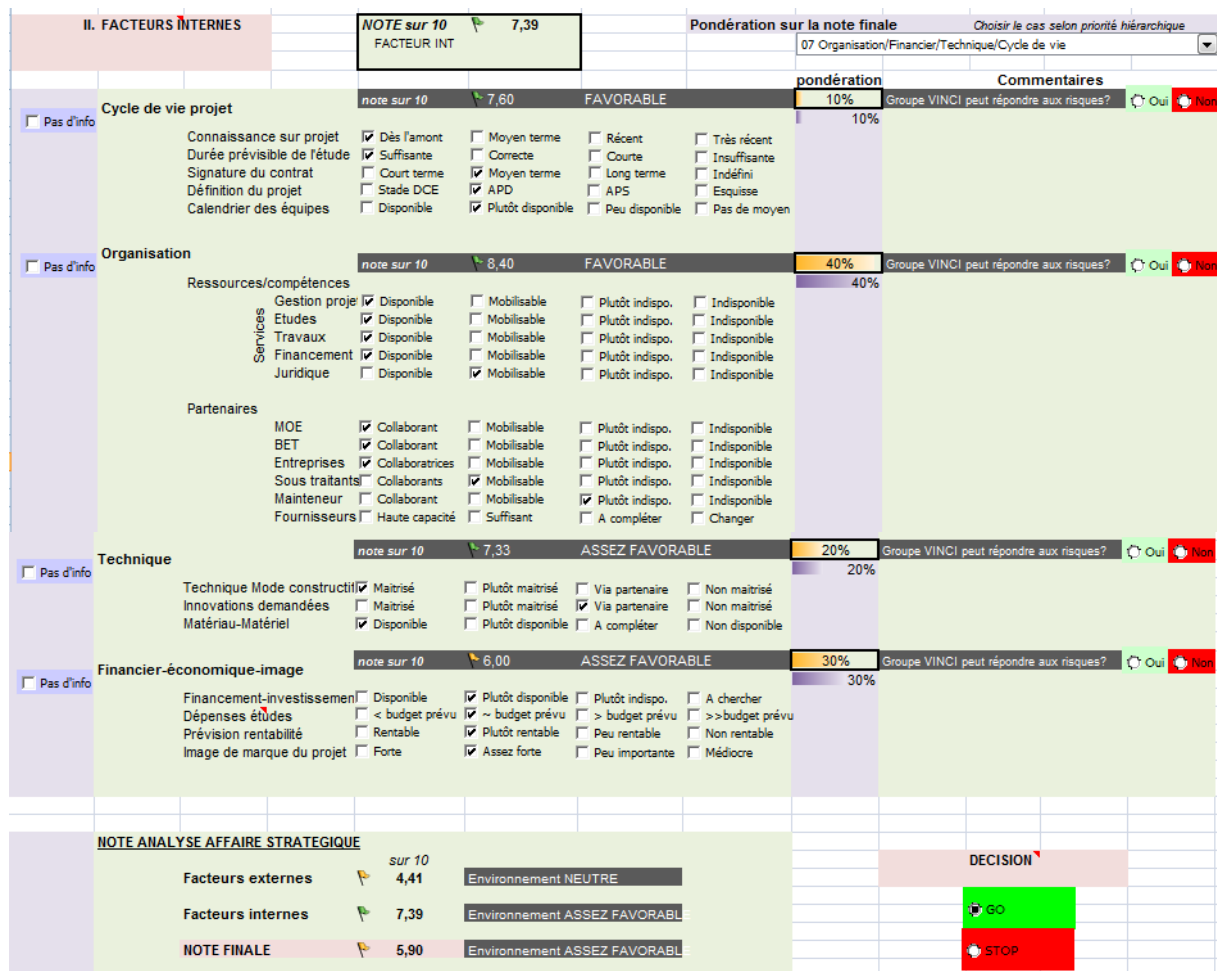 II. FACTEURS INTERNES NOTE sur 10 7,39 Pondération sur la note finale Choisir le cas selon priorité hiérarchique
FACTEUR INT 07 Organisation/Financier/Technique/Cycle de vie
pondération Commentaires
Cycle de vie projet note sur 10 7,60 FAVORABLE 10% Groupe VINCI peut répondre aux risques? Oui Non
Pas d'info 10%
Connaissance sur projet Dès l'amont Moyen terme Récent Très récent
Durée prévisible de l'étude Suffisante Correcte Courte Insuffisante
Signature du contrat Court terme Moyen terme Long terme Indéfini
Définition du projet Stade DCE APD APS Esquisse
Calendrier des équipes Disponible Plutôt disponible Peu disponible Pas de moyen
Organisation
Pas d'info note sur 10 8,40 FAVORABLE 40% Groupe VINCI peut répondre aux risques? Oui Non
Ressources/compétences 40%
Services
Gestion proje Disponible Mobilisable Plutôt indispo. Indisponible
Etudes Disponible Mobilisable Plutôt indispo. Indisponible
Travaux Disponible Mobilisable Plutôt indispo. Indisponible
Financement Disponible Mobilisable Plutôt indispo. Indisponible
Juridique Disponible Mobilisable Plutôt indispo. Indisponible
Partenaires
MOE Collaborant Mobilisable Plutôt indispo. Indisponible
BET Collaborant Mobilisable Plutôt indispo. Indisponible
Entreprises Collaboratrices Mobilisable Plutôt indispo. Indisponible
Sous traitants Collaborants Mobilisable Plutôt indispo. Indisponible
Mainteneur Collaborant Mobilisable Plutôt indispo. Indisponible
Fournisseurs Haute capacité Suffisant A compléter Changer
Technique note sur 10 7,33 ASSEZ FAVORABLE 20% Groupe VINCI peut répondre aux risques? Oui Non
Pas d'info 20%
Technique Mode constructif Maitrisé Plutôt maitrisé Via partenaire Non maitrisé
Innovations demandées Maitrisé Plutôt maitrisé Via partenaire Non maitrisé
Matériau-Matériel Disponible Plutôt disponible A compléter Non disponible
Financier-économique-image note sur 10 6,00 ASSEZ FAVORABLE 30% Groupe VINCI peut répondre aux risques? Oui Non
Pas d'info 30%
Financement-investissemen Disponible Plutôt disponible Plutôt indispo. A chercher
Dépenses études < budget prévu ~ budget prévu > budget prévu >>budget prévu
Prévision rentabilité Rentable Plutôt rentable Peu rentable Non rentable
Image de marque du projet Forte Assez forte Peu importante Médiocre
NOTE ANALYSE AFFAIRE STRATEGIQUE
sur 10 DECISION
Facteurs externes 4,41 Environnement NEUTRE
Facteurs internes 7,39 Environnement ASSEZ FAVORABLE GO
NOTE FINALE 5,90 Environnement ASSEZ FAVORABLE STOP